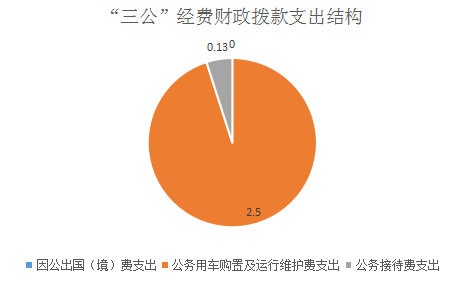 “三公”经费财政拨款支出结构
0.13 0
2.5
因公出国（境）费支出 公务用车购置及运行维护费支出 公务接待费支出